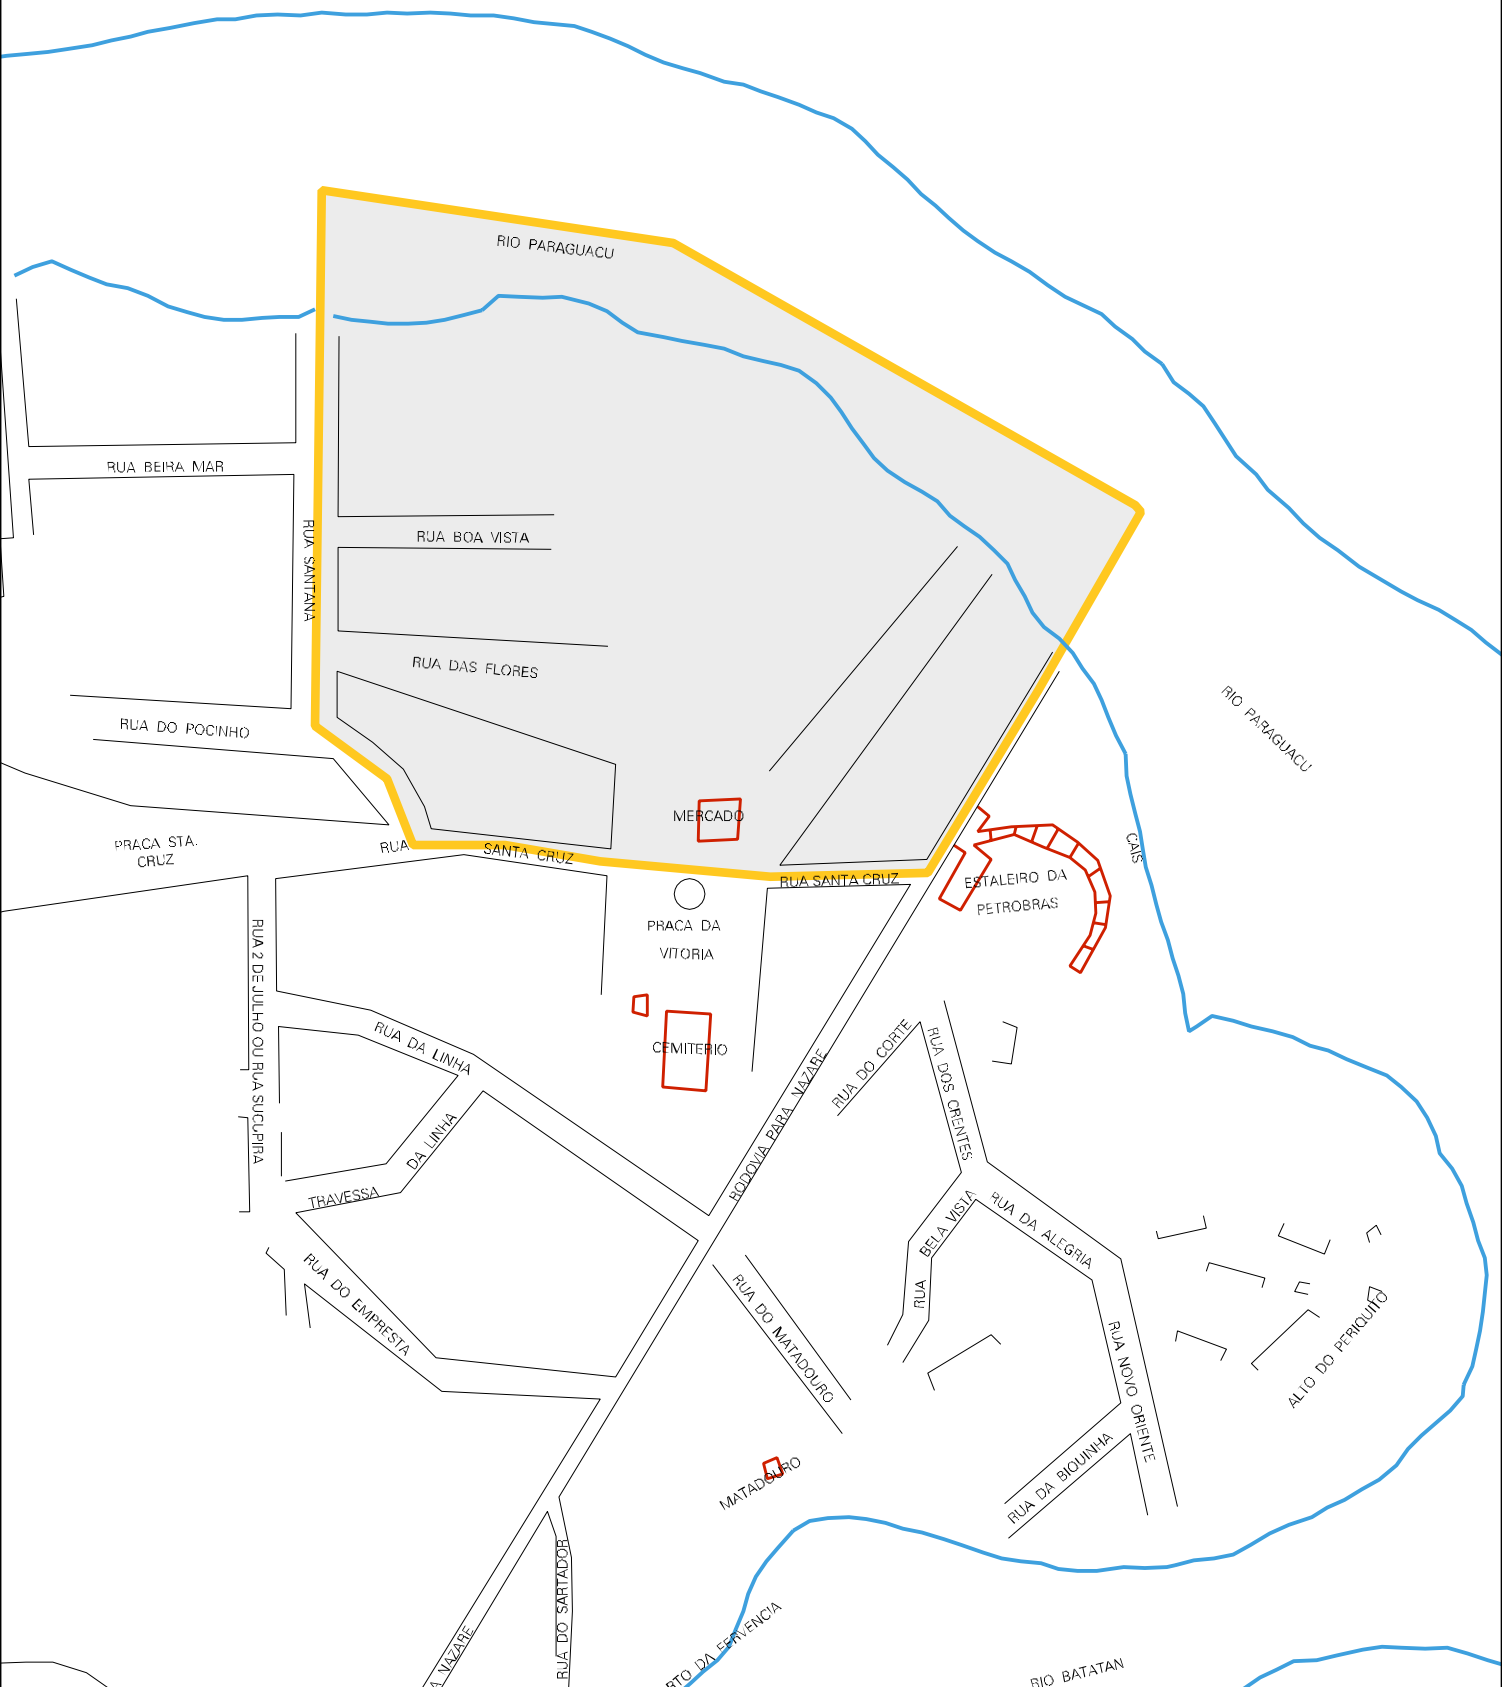 RIO PARAGUACU
RUA BEIRA MAR
RUA SANTANA
RUA BOA VISTA
RUA DAS FLORES
RUA DO POCINHO
RIO PARAGUACU
MERCADO
PRACA STA.
CRUZ
RUA
SANTA CRUZ
RUA SANTA CRUZ
CAIS
ESTALEIRO DA
PETROBRAS
PRACA DA
VITORIA
RUA 2 DE JULHO OU RUA SUCUPIRA
RUA DA LINHA
CEMITERIO
RUA DO CORTE
RUA DOS CRENTES
RODOVIA PARA NAZARE
TRAVESSA
DA LINHA
RUA
BELA VISTA
RUA DA ALEGRIA
RUA DO EMPRESTA
RUA DO MATADOURO
RUA NOVO ORIENTE
ALTO DO PERIQUITO
MATADOURO
RUA DA BIQUINHA
RUA DO SARTADOR
A NAZARE
RTO DA FERVENCIA
RIO BATATAN